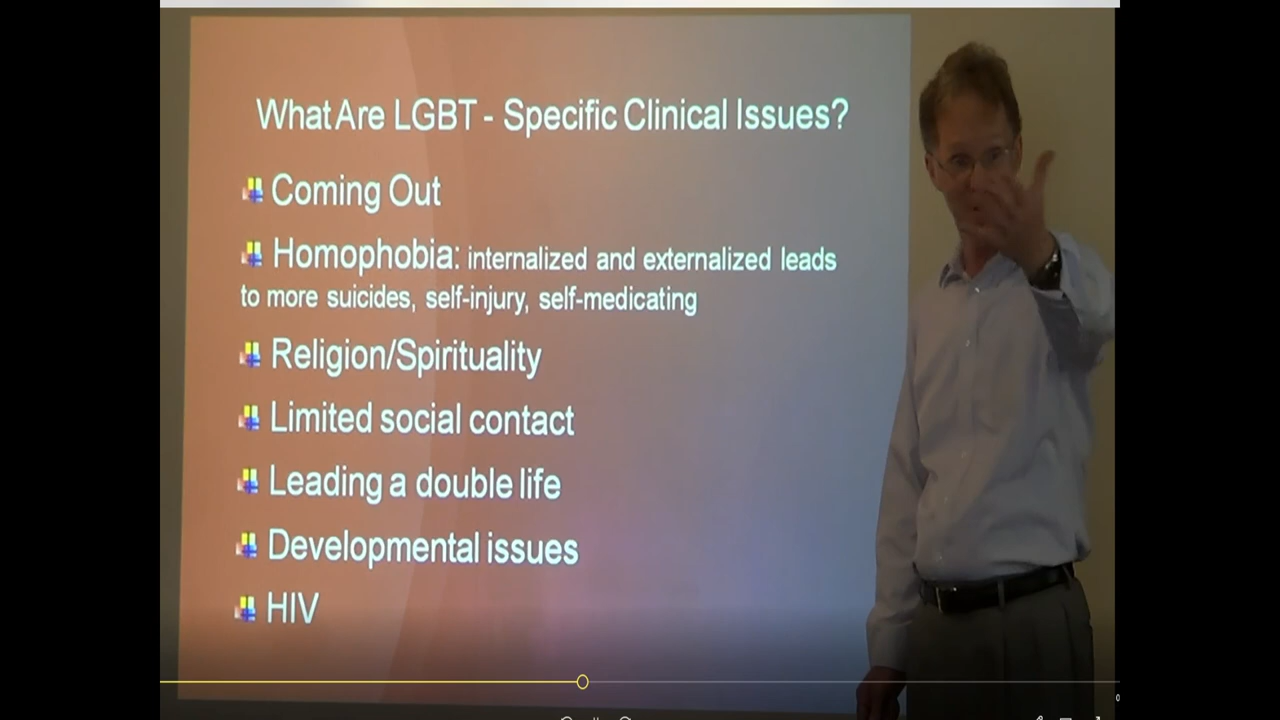 What Are LGBT - Specific Clinical Issues?
Coming Out
Homophobia: internalized and externalized leads
to more suicides, self-injury, self-medicating
Religion/Spirituality
Limited social contact
Leading a double life
Developmental issues
HIV